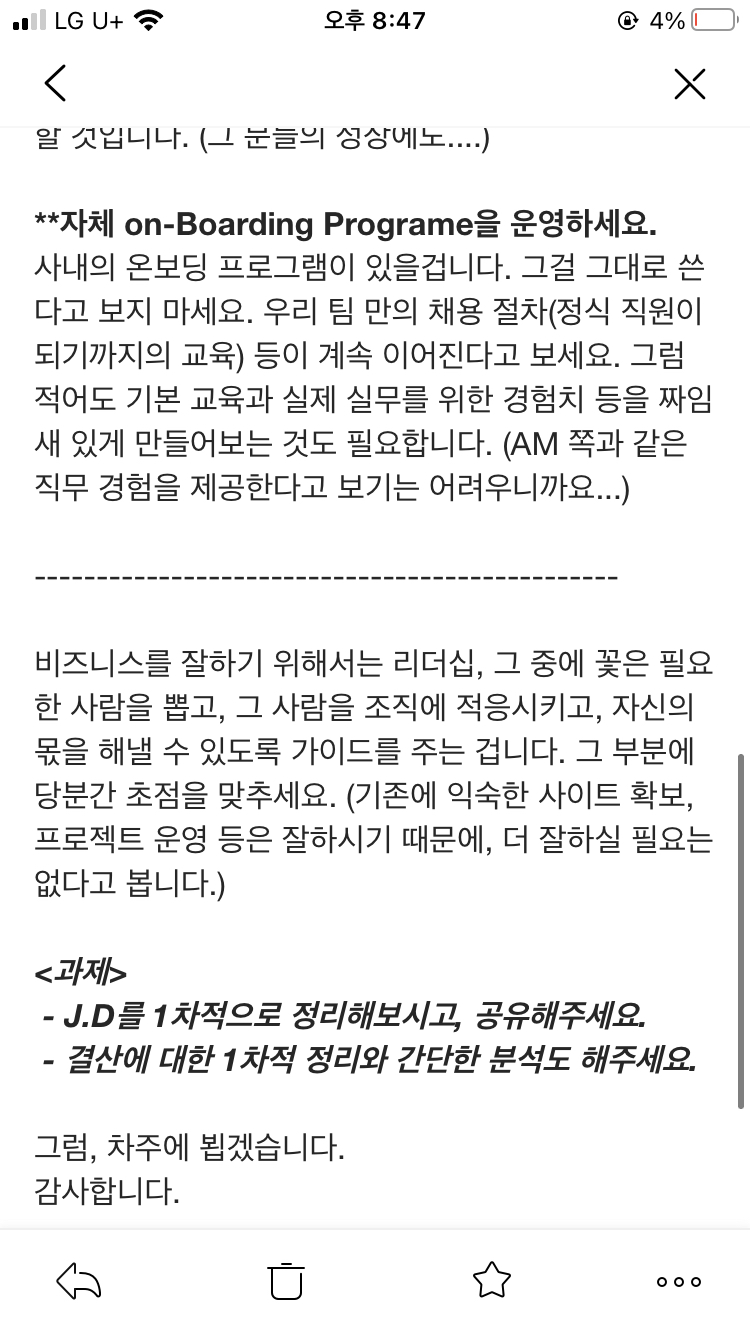 LG U+ 오후 8:47 4%
할 것입니다. (그 분들의 성장에도....)
**자체 on-Boarding Programe을 운영하세요.
사내의 온보딩 프로그램이 있을겁니다. 그걸 그대로 쓴
다고 보지 마세요. 우리 팀 만의 채용 절차(정식 직원이
되기까지의 교육) 등이 계속 이어진다고 보세요. 그럼
적어도 기본 교육과 실제 실무를 위한 경험치 등을 짜임
새 있게 만들어보는 것도 필요합니다. (AM 쪽과 같은
직무 경험을 제공한다고 보기는 어려우니까요...)
-----------------------------------------------
비즈니스를 잘하기 위해서는 리더십, 그 중에 꽃은 필요
한 사람을 뽑고, 그 사람을 조직에 적응시키고, 자신의
몫을 해낼 수 있도록 가이드를 주는 겁니다. 그 부분에
당분간 초점을 맞추세요. (기존에 익숙한 사이트 확보,
프로젝트 운영 등은 잘하시기 때문에, 더 잘하실 필요는
없다고 봅니다.)
<과제>
- J.D를 1차적으로 정리해보시고, 공유해주세요.
- 결산에 대한 1차적 정리와 간단한 분석도 해주세요.
그럼, 차주에 뵙겠습니다.
감사합니다.